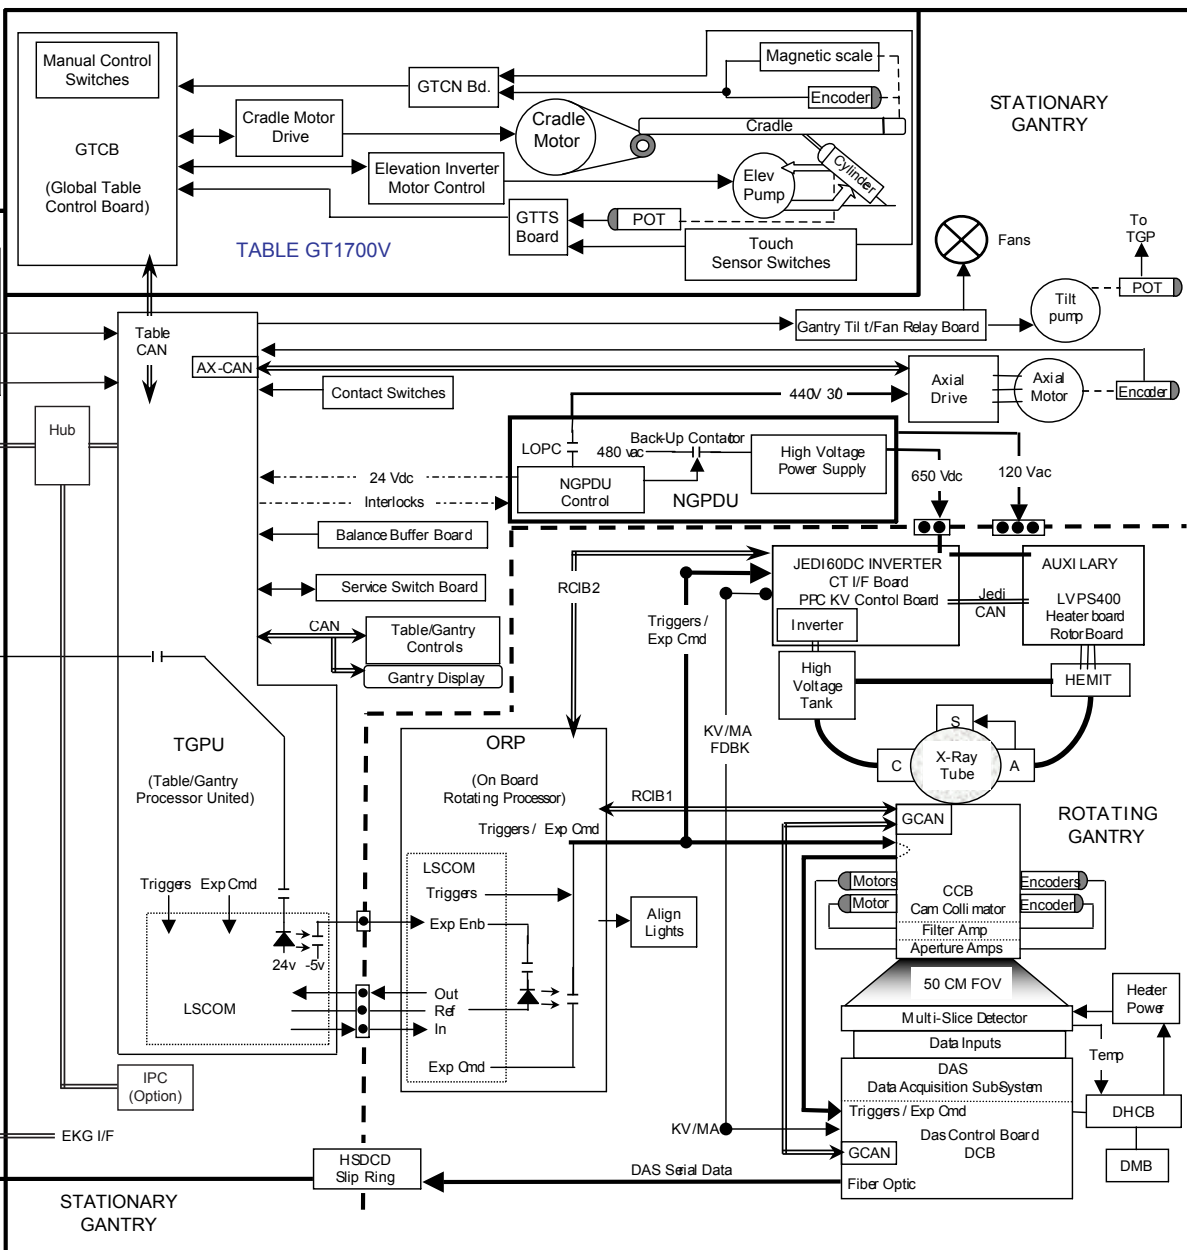 Manual Control
Switches
GTCB
(Global Table
Control Board)
GTCN Bd.
Magnetic scale
Encoder
Cradle Motor
Drive
Cradle
Motor
Cradle
Elevation Inverter
Motor Control
Elev
Pump
Cylinder
GTTS
Board
POT
Touch
Sensor Switches
TABLE GT1700V
STATIONARY
GANTRY
Fans
To
TGP
POT
Tilt
pump
Gantry Tilt/Fan Relay Board
Table
CAN
AX-CAN
Contact Switches
Axial
Drive
Axial
Motor
Encoder
440V 30
Hub
LOPC
480 vac
Back-Up Contator
High Voltage
Power Supply
NGPDU
Control
NGPDU
650 Vdc
120 Vac
24 Vdc
Interlocks
Balance Buffer Board
Service Switch Board
CAN
Table/Gantry
Controls
Gantry Display
RCIB2
Triggers /
Exp Cmd
JEDI 60DC INVERTER
CT I/F Board
PPC KV Control Board
Inverter
Jedi
CAN
AUXILARY
LVPS400
Heater board
Rotor Board
High
Voltage
Tank
HEMIT
KV/MA
FDBK
S
X-Ray
Tube
C
A
TGPU
(Table/Gantry
Processor United)
ORP
(On Board
Rotating Processor)
RCIB1
Triggers / Exp Cmd
GCAN
ROTATING
GANTRY
Triggers
Exp Cmd
24v
-5v
LSCOM
LSCOM
Triggers
Exp Enb
Out
Ref
In
Exp Cmd
Align
Lights
Motors
Motor
CCB
Cam Collimator
Encoders
Encoder
Filter Amp
Aperture Amps
50 CM FOV
Multi-Slice Detector
Data Inputs
Heater
Power
Temp
DAS
Data Acquisition SubSystem
Triggers / Exp Cmd
Das Control Board
DCB
GCAN
Fiber Optic
DHCB
DMB
KV/MA
IPC
(Option)
EKG I/F
HSDCD
Slip Ring
DAS Serial Data
STATIONARY
GANTRY